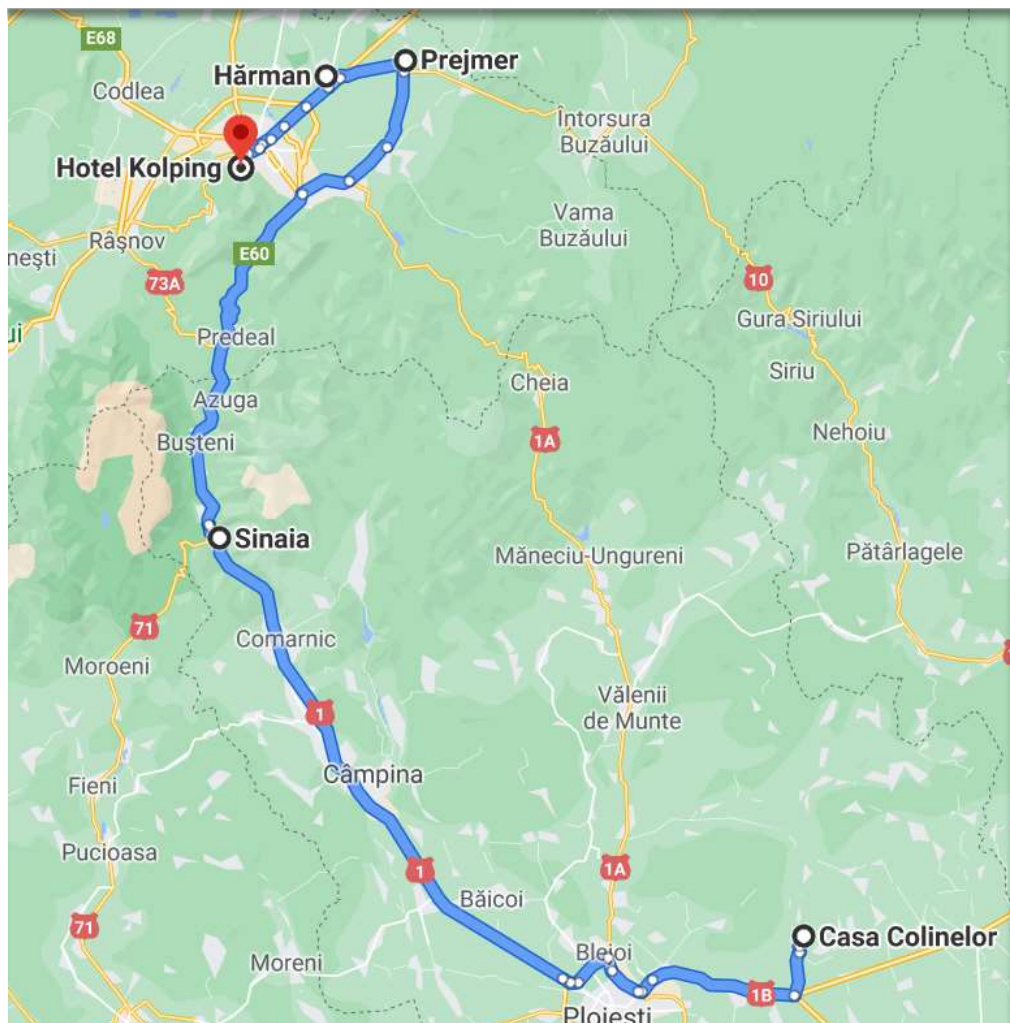 E68
Hărman
Prejmer
Codlea
Întorsura
Buzăului
Hotel Kolping
Vama
Buzăului
Râșnov
nești
E60
73A
10
Gura Siriului
ui
Predeal
Siriu
Cheia
Azuga
Bușteni
1A
Nehoiu
Sinaia
Măneciu-Ungureni
Pătârlagele
71
Comarnic
Moroeni
Vălenii
de Munte
1
Câmpina
Fieni
Pucioasa
1
1A
Băicoi
71
Casa Colinelor
Blejoi
Moreni
1B
Ploiești